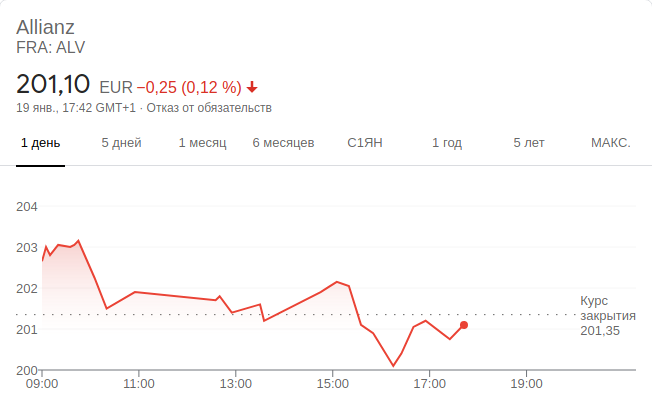 Allianz
FRA: ALV
201,10 EUR −0,25 (0,12 %)
19 янв., 17:42 GMT+1 · Отказ от обязательств
1 день 5 дней 1 месяц 6 месяцев С1ЯН 1 год 5 лет МАКС.
204
203
202
Курс
закрытия
201,35
201
200
09:00 11:00 13:00 15:00 17:00 19:00